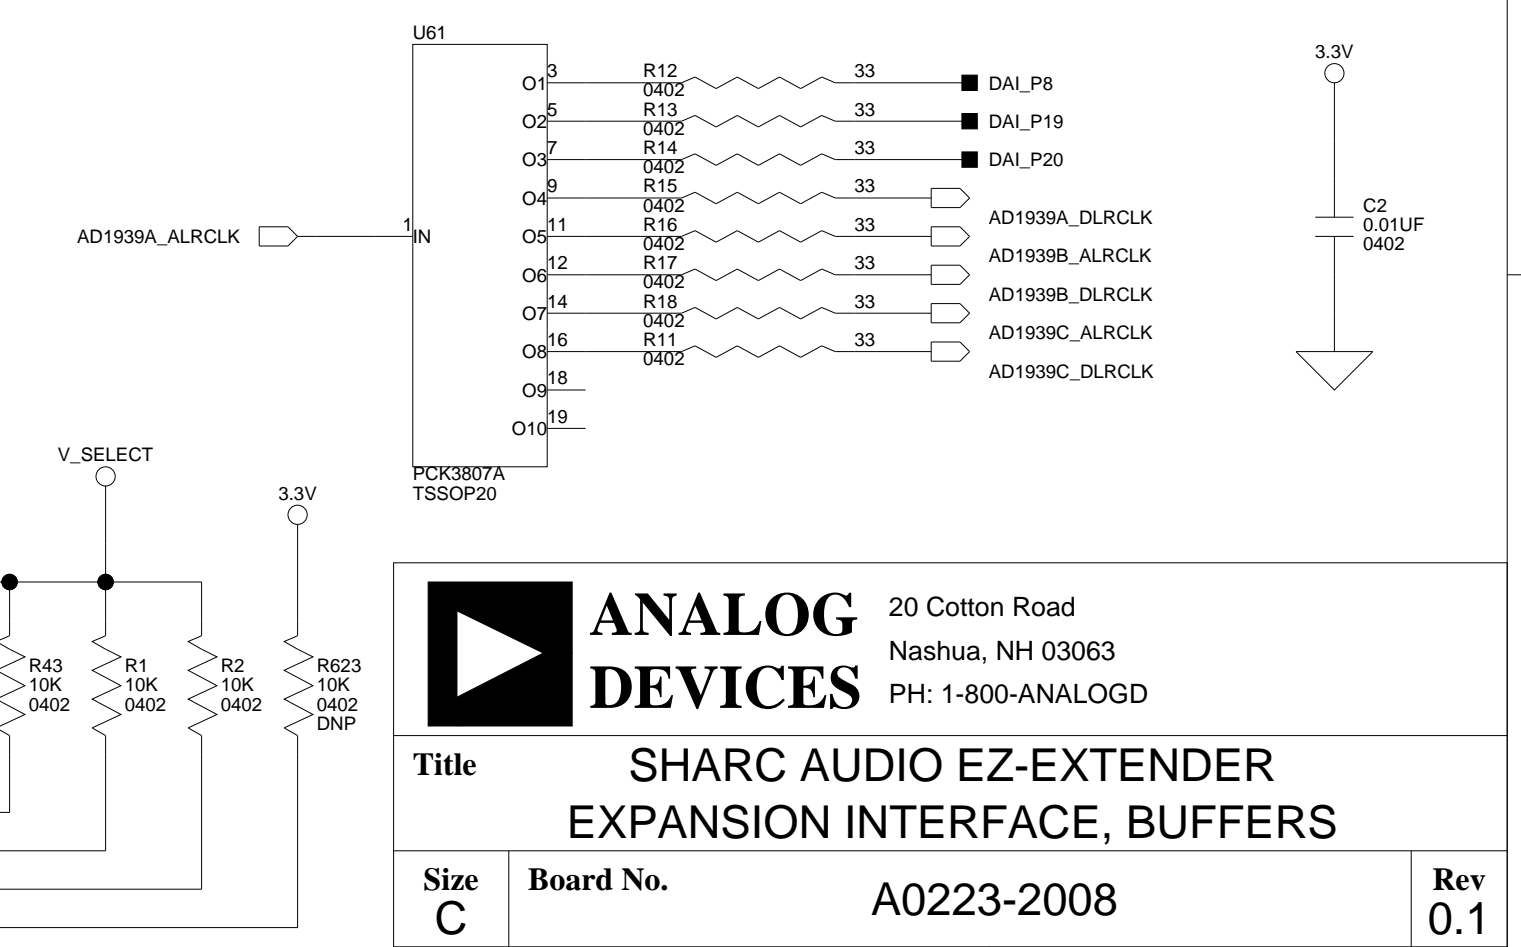 U61
3.3V
O1 3 R12 33 DAI_P8
0402
O2 5 R13 33 DAI_P19
0402
O3 7 R14 33 DAI_P20
0402
O4 9 R15 33
0402
AD1939A_DLRCLK
AD1939A_ALRCLK 1 IN
O5 11 R16 33
0402
AD1939B_ALRCLK
O6 12 R17 33
0402
AD1939B_DLRCLK
O7 14 R18 33
0402
AD1939C_ALRCLK
O8 16 R11 33
0402
AD1939C_DLRCLK
O9 18
O10 19
C2
0.01UF
0402
PCK3807A
TSSOP20
V_SELECT
3.3V
R43
10K
0402
R1
10K
0402
R2
10K
0402
R623
10K
0402
DNP
ANALOG
DEVICES
20 Cotton Road
Nashua, NH 03063
PH: 1-800-ANALOGD
Title
SHARC AUDIO EZ-EXTENDER
EXPANSION INTERFACE, BUFFERS
Size
C
Board No.
A0223-2008
Rev
0.1